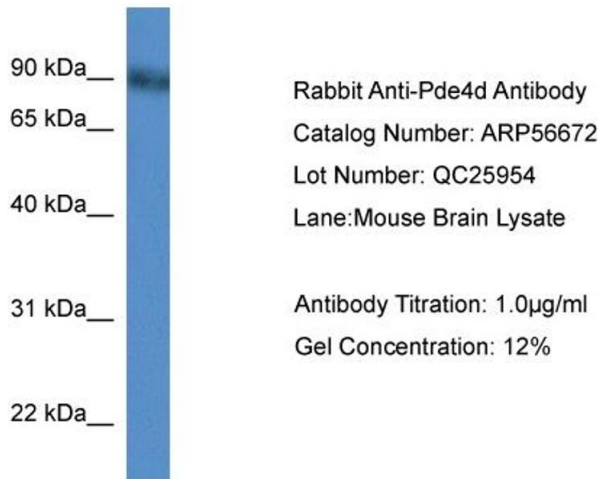 90 kDa
65 kDa
40 kDa
31 kDa
22 kDa
Rabbit Anti-Pde4d Antibody
Catalog Number: ARP56672
Lot Number: QC25954
Lane:Mouse Brain Lysate
Antibody Titration: 1.0µg/ml
Gel Concentration: 12%